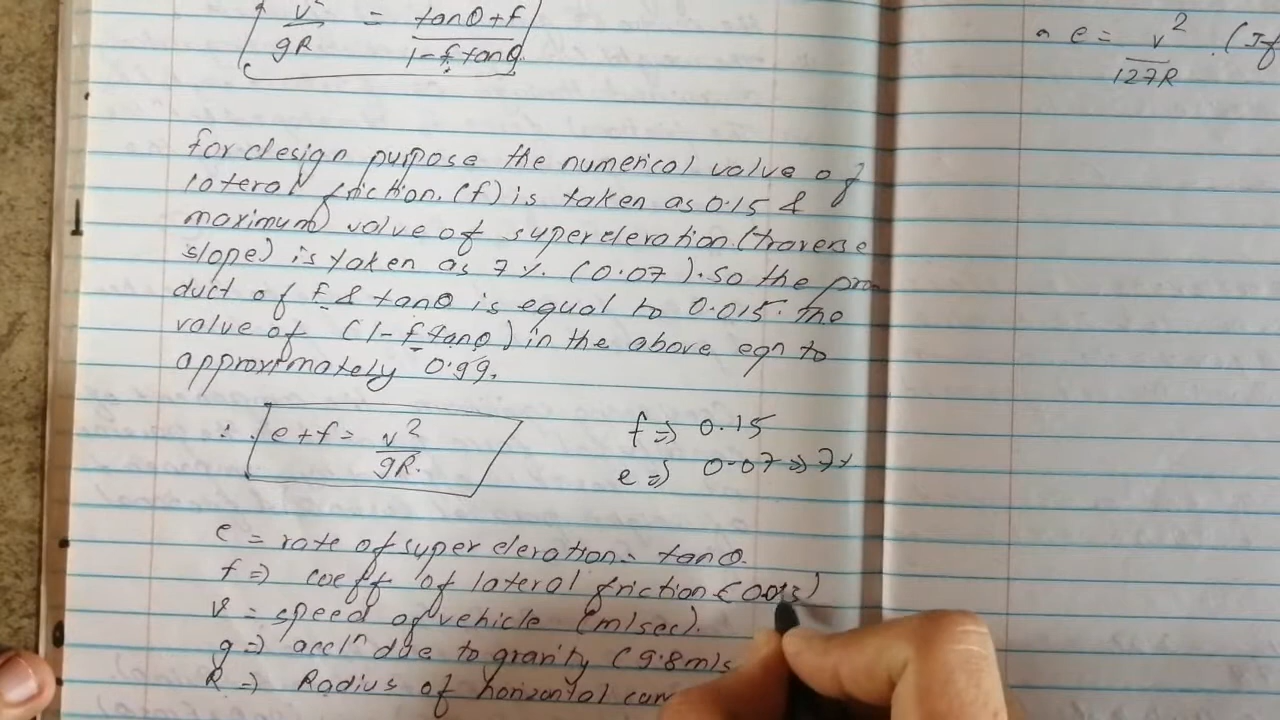 v² / gR = tanθ + f / 1 - f tanθ
e = v² / 127R . (If
for design purpose the numerical value of
lateral friction. (f) is taken as 0.15 &
maximum value of superelevation (traverse
slope) is taken as 7 %. (0.07). So the pro
duct of f & tanθ is equal to 0.015. the
value of (1 - f tanθ) in the above eqn to
approximately 0.99.
∴ e + f = v² / gR.
f ⇒ 0.15
e ⇒ 0.07 ⇒ 7%
e = rate of super elevation. tanθ.
f ⇒ coeff of lateral friction
v = speed of vehicle (m/sec).
g ⇒ accl^n due to gravity (9.8m/s
R ⇒ Radius of horizontal